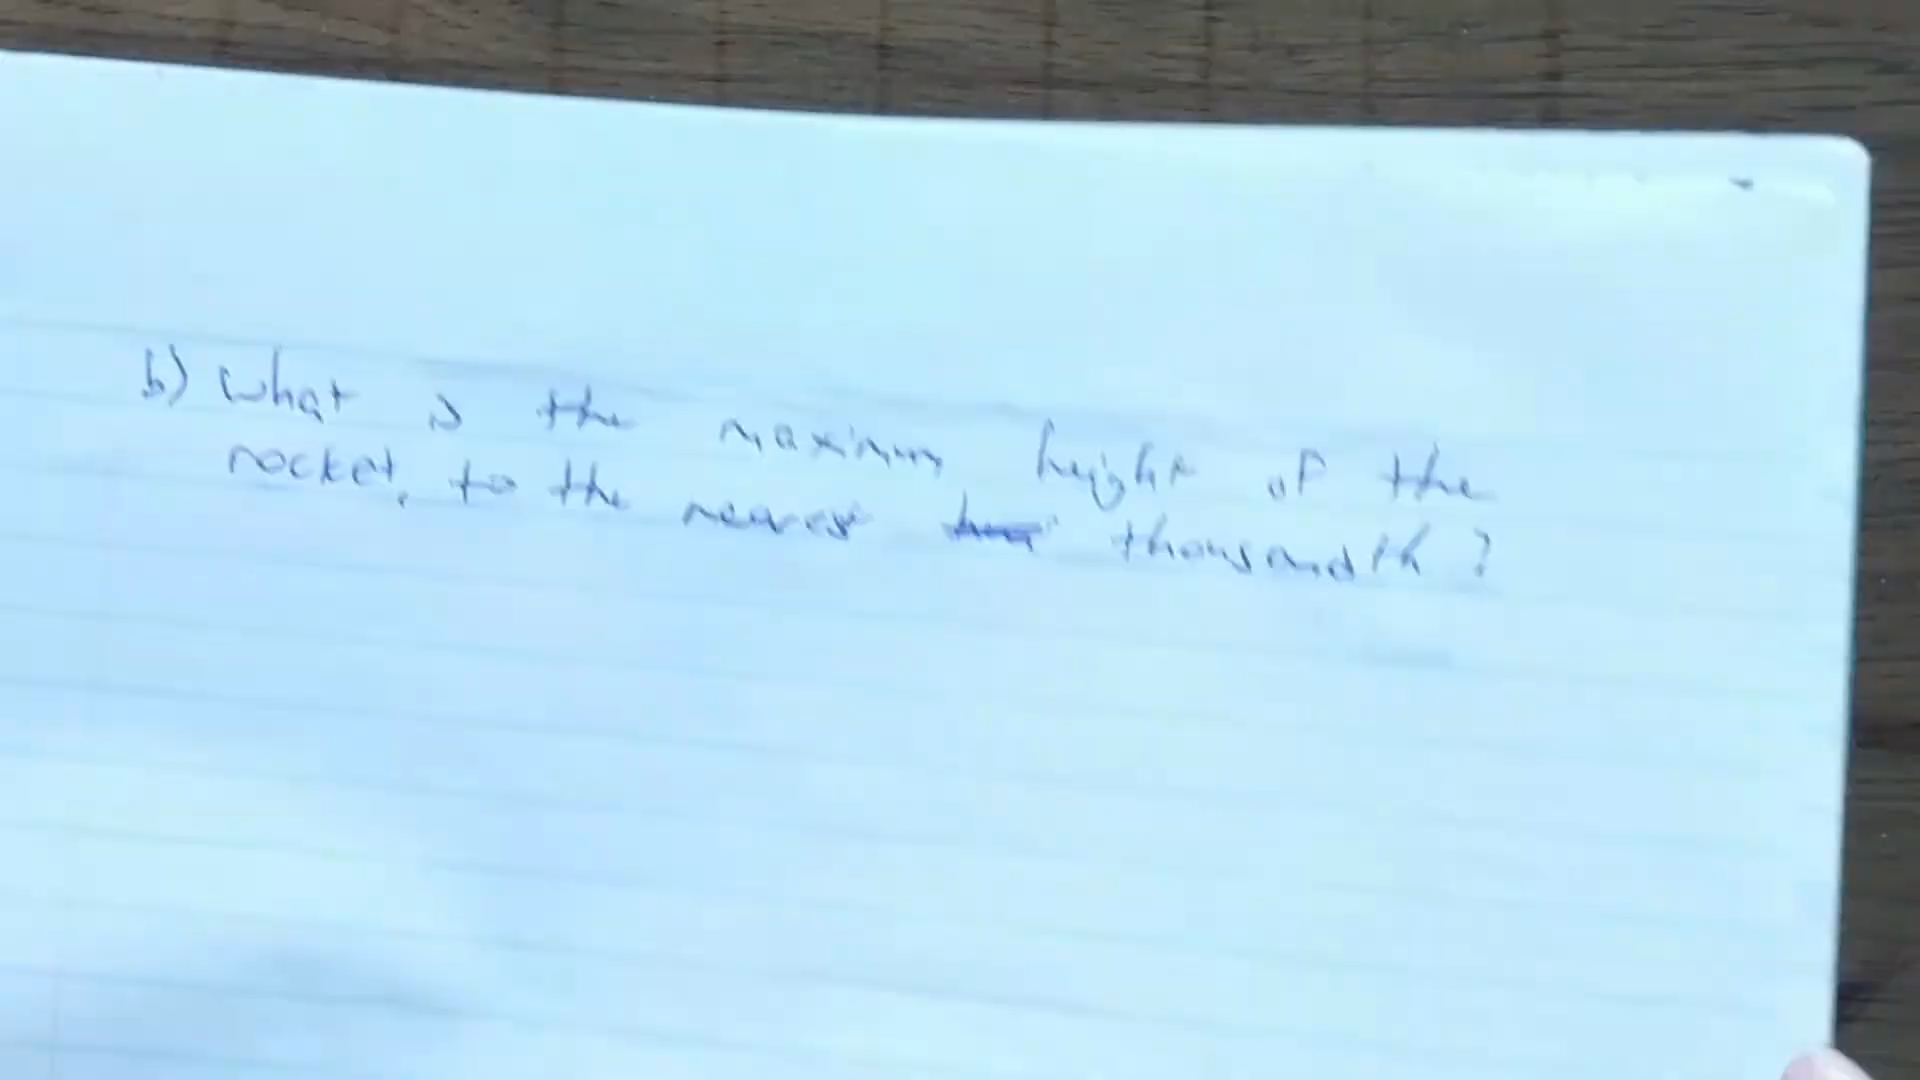 b) What is the maximum height of the
rocket, to the nearest thousandth?